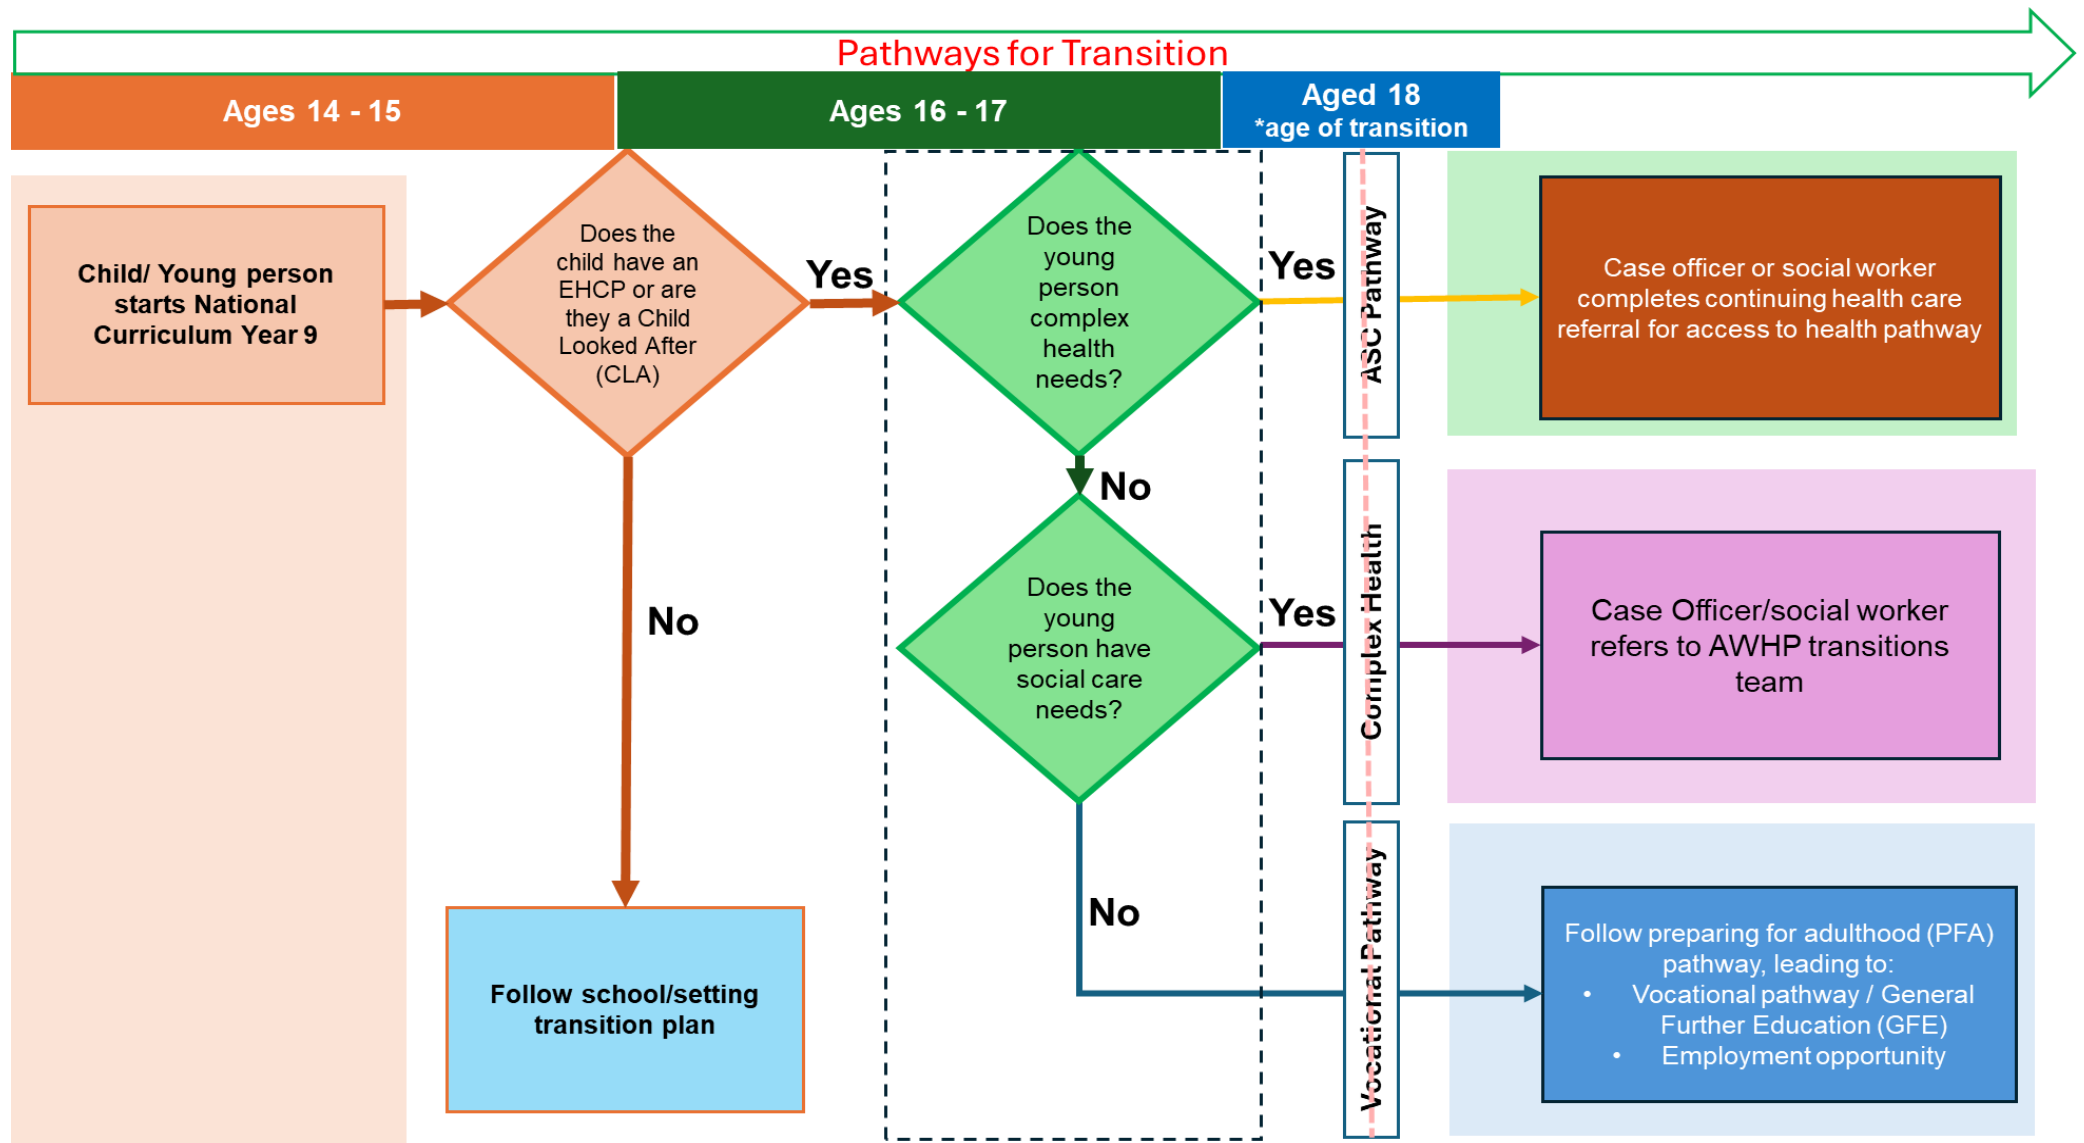 Pathways for Transition
Ages 14 - 15
Ages 16 - 17
Aged 18
*age of transition
Child/ Young person
starts National
Curriculum Year 9
Does the
child have an
EHCP or are
they a Child
Looked After
(CLA)
Yes
No
Follow school/setting
transition plan
Does the
young
person
complex
health
needs?
Yes
No
Does the
young
person have
social care
needs?
Yes
No
ASC Pathway
Complex Health
Vocational Pathway
Case officer or social worker
completes continuing health care
referral for access to health pathway
Case Officer/social worker
refers to AWHP transitions
team
Follow preparing for adulthood (PFA)
pathway, leading to:
• Vocational pathway / General
Further Education (GFE)
• Employment opportunity